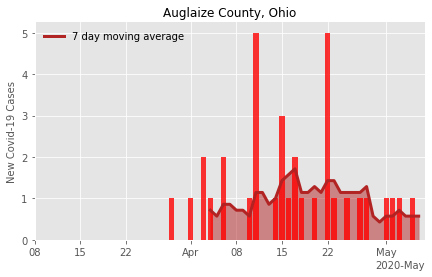 Auglaize County, Ohio
7 day moving average
New Covid-19 Cases
5
4
3
2
1
0
08 15 22 Apr 08 15 22 May
2020-May